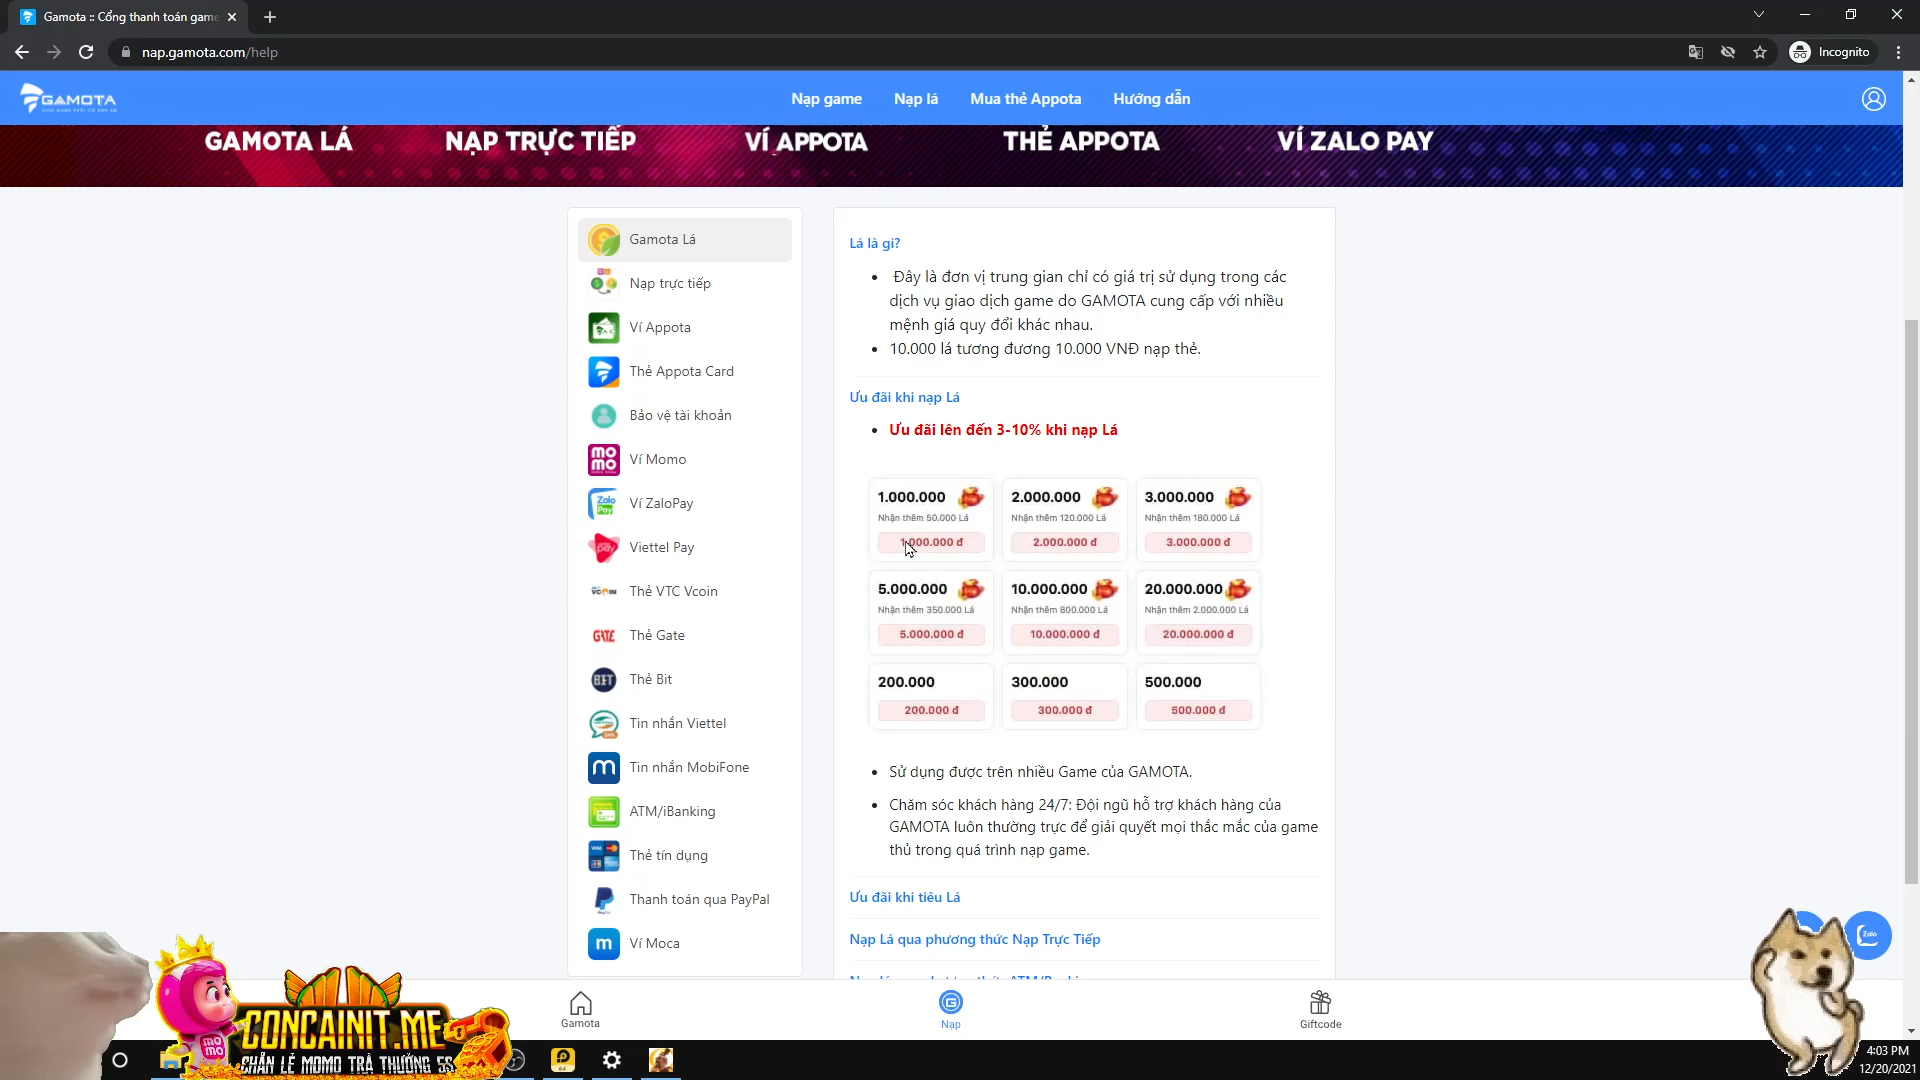 Gamota :: Cổng thanh toán game
nap.gamota.com/help
Incognito
GAMOTA
Nạp game
Nạp lá
Mua thẻ Appota
Hướng dẫn
GAMOTA LÁ
NẠP TRỰC TIẾP
VÍ APPOTA
THẺ APPOTA
VÍ ZALO PAY
Gamota Lá
Nạp trực tiếp
Ví Appota
Thẻ Appota Card
Bảo vệ tài khoản
Ví Momo
Ví ZaloPay
Viettel Pay
Thẻ VTC Vcoin
Thẻ Gate
Thẻ Bit
Tin nhắn Viettel
Tin nhắn MobiFone
ATM/iBanking
Thẻ tín dụng
Thanh toán qua PayPal
Ví Moca
Lá là gì?
Đây là đơn vị trung gian chỉ có giá trị sử dụng trong các
dịch vụ giao dịch game do GAMOTA cung cấp với nhiều
mệnh giá quy đổi khác nhau.
10.000 lá tương đương 10.000 VNĐ nạp thẻ.
Ưu đãi khi nạp Lá
Ưu đãi lên đến 3-10% khi nạp Lá
1.000.000
Nhận thêm 50.000 Lá
1.000.000 đ
2.000.000
Nhận thêm 120.000 Lá
2.000.000 đ
3.000.000
Nhận thêm 180.000 Lá
3.000.000 đ
5.000.000
Nhận thêm 350.000 Lá
5.000.000 đ
10.000.000
Nhận thêm 800.000 Lá
10.000.000 đ
20.000.000
Nhận thêm 2.000.000 Lá
20.000.000 đ
200.000
200.000 đ
300.000
300.000 đ
500.000
500.000 đ
Sử dụng được trên nhiều Game của GAMOTA.
Chăm sóc khách hàng 24/7: Đội ngũ hỗ trợ khách hàng của
GAMOTA luôn thường trực để giải quyết mọi thắc mắc của game
thủ trong quá trình nạp game.
Ưu đãi khi tiêu Lá
Nạp Lá qua phương thức Nạp Trực Tiếp
Gamota
Nạp
Giftcode
Zalo
CONCAINIT.ME
CHẴN LẺ MOMO TRẢ THƯỞNG 5S
4:03 PM
12/20/2021